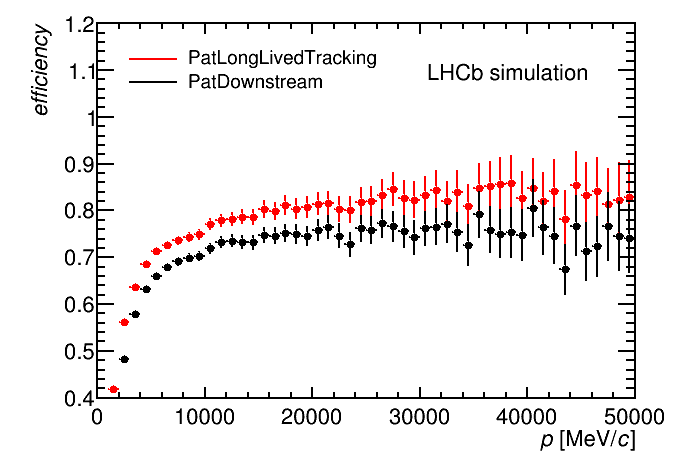 efficiency
1.2
1.1
1
0.9
0.8
0.7
0.6
0.5
0.4
PatLongLivedTracking
PatDownstream
LHCb simulation
0 10000 20000 30000 40000 50000
p [MeV/c]